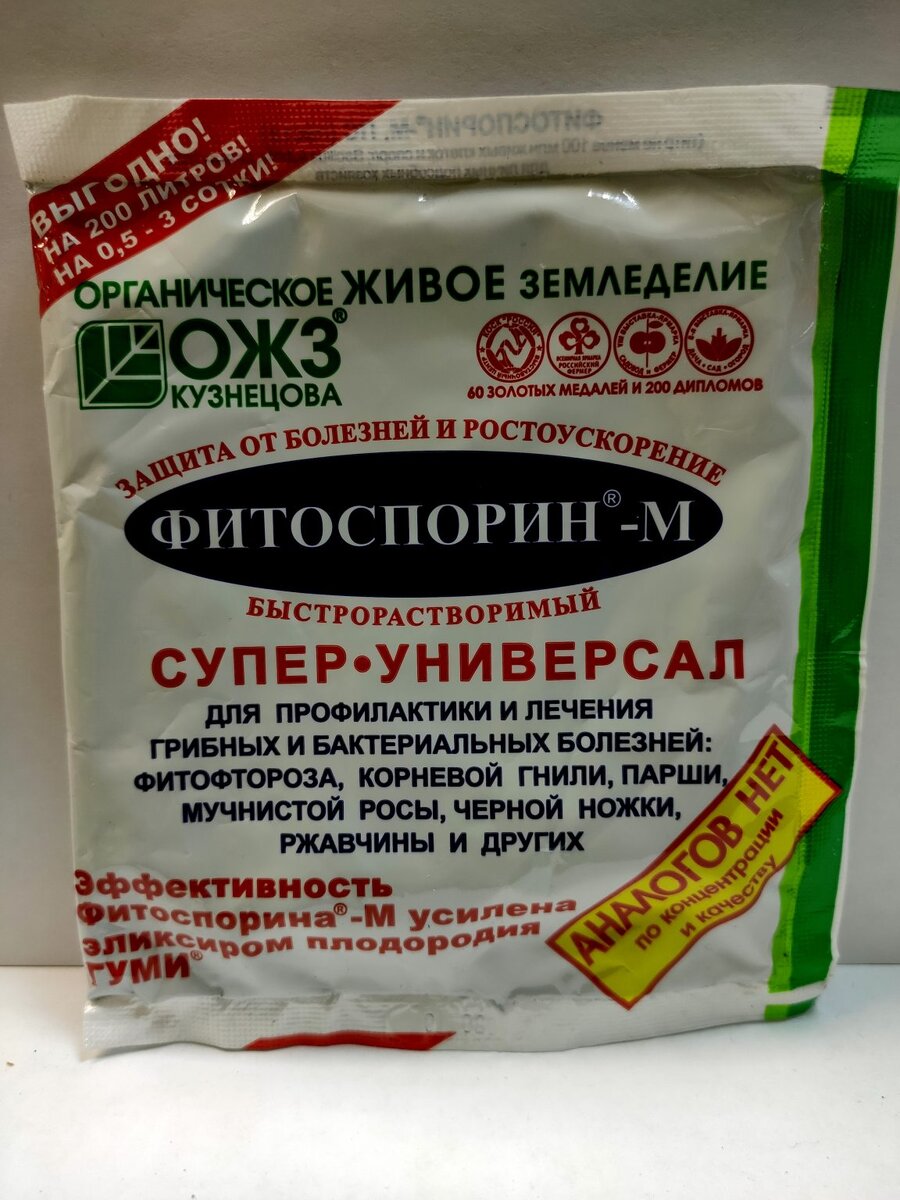 ВЫГОДНО!
НА 200 ЛИТРОВ!
НА 0,5 - 3 СОТКИ!
ОРГАНИЧЕСКОЕ ЖИВОЕ ЗЕМЛЕДЕЛИЕ
ОЖЗ®
КУЗНЕЦОВА
60 ЗОЛОТЫХ МЕДАЛЕЙ И 200 ДИПЛОМОВ
ЗАЩИТА ОТ БОЛЕЗНЕЙ И РОСТОУСКОРЕНИЕ
ФИТОСПОРИН®-М
БЫСТРОРАСТВОРИМЫЙ
СУПЕР•УНИВЕРСАЛ
ДЛЯ ПРОФИЛАКТИКИ И ЛЕЧЕНИЯ
ГРИБНЫХ И БАКТЕРИАЛЬНЫХ БОЛЕЗНЕЙ:
ФИТОФТОРОЗА, КОРНЕВОЙ ГНИЛИ, ПАРШИ,
МУЧНИСТОЙ РОСЫ, ЧЕРНОЙ НОЖКИ,
РЖАВЧИНЫ И ДРУГИХ
Эффективность
Фитоспорина®-М усилена
эликсиром плодородия
ГУМИ®
АНАЛОГОВ НЕТ
по концентрации
и качеству